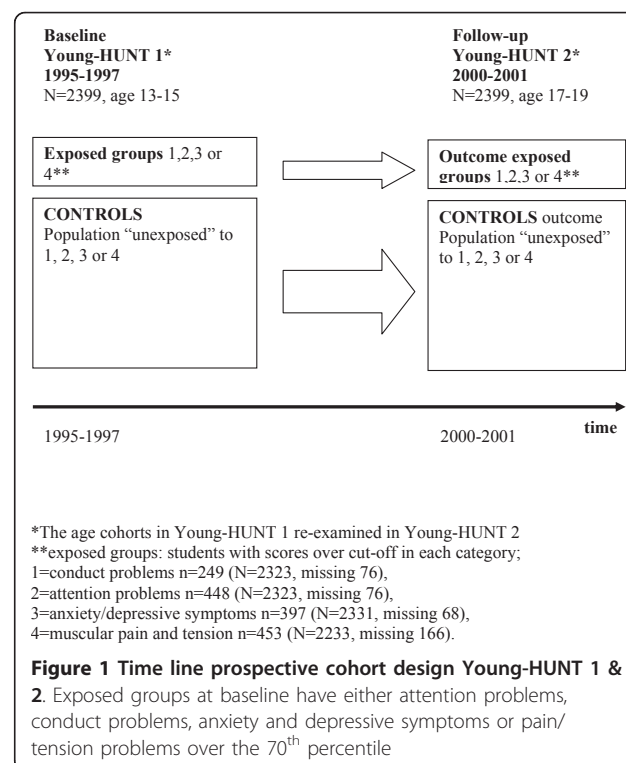 Baseline
Young-HUNT 1*
1995-1997
N=2399, age 13-15
Follow-up
Young-HUNT 2*
2000-2001
N=2399, age 17-19
Exposed groups 1,2,3 or
4**
Outcome exposed
groups 1,2,3 or 4**
CONTROLS
Population “unexposed” to
1, 2, 3 or 4
CONTROLS outcome
Population “unexposed”
to 1, 2, 3 or 4
1995-1997
2000-2001
time
*The age cohorts in Young-HUNT 1 re-examined in Young-HUNT 2
**exposed groups: students with scores over cut-off in each category;
1=conduct problems n=249 (N=2323, missing 76),
2=attention problems n=448 (N=2323, missing 76),
3=anxiety/depressive symptoms n=397 (N=2331, missing 68),
4=muscular pain and tension n=453 (N=2233, missing 166).
Figure 1 Time line prospective cohort design Young-HUNT 1 &
2. Exposed groups at baseline have either attention problems,
conduct problems, anxiety and depressive symptoms or pain/
tension problems over the 70th percentile